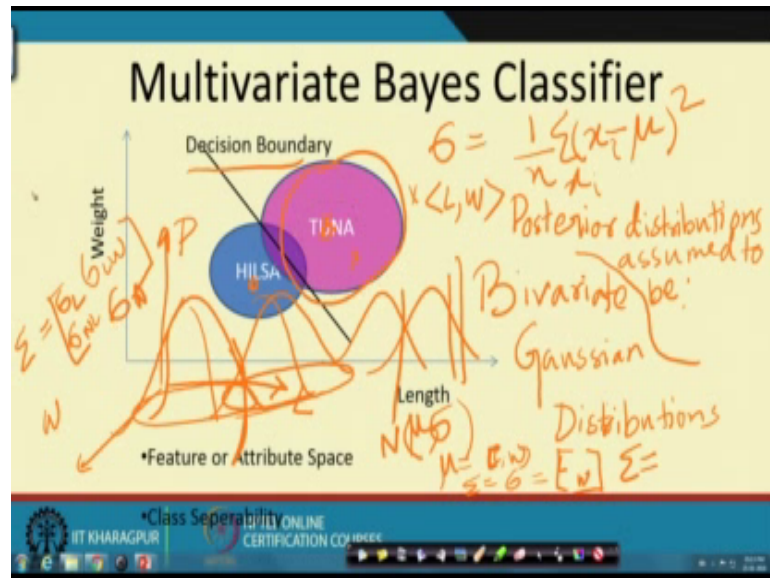 Multivariate Bayes Classifier
Decision Boundary
Weight
TUNA
HILSA
Length
•Feature or Attribute Space
•Class Seperability
IIT KHARAGPUR
ONLINE
CERTIFICATION COURSES
σ = 1/n Σ(xi-μ)²
x <L, W>
Posterior distributions
assumed to
be:
Bivariate
Gaussian
Distributions
P
L
W
N(μ,σ)
Σ =